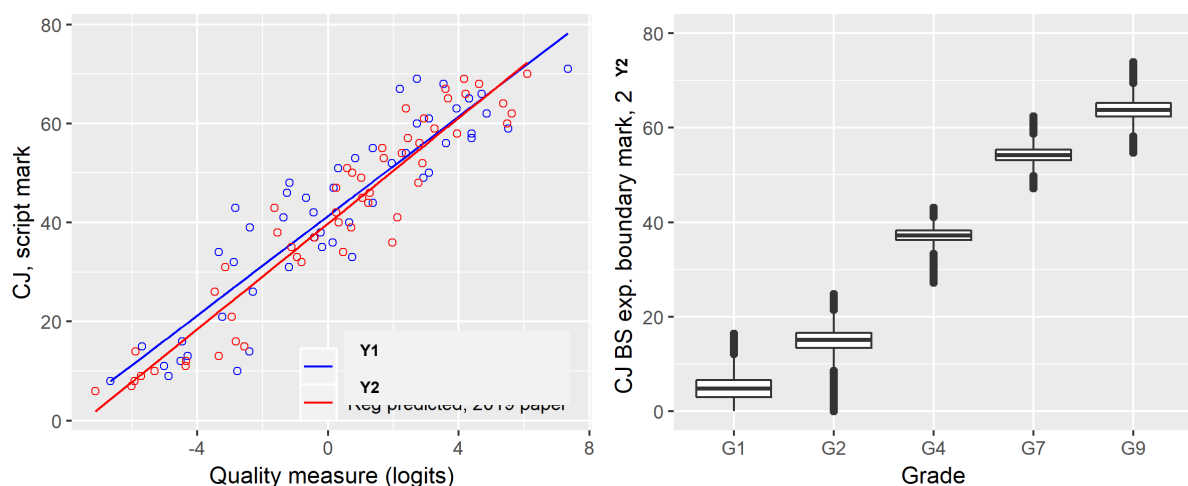 80
60
40
20
0
CJ, script mark
-4
0
4
8
Quality measure (logits)
Y1
Y2
Reg predicted, 2019 paper
80
60
40
20
0
CJ BS exp. boundary mark, 2 Y2
G1
G2
G4
G7
G9
Grade